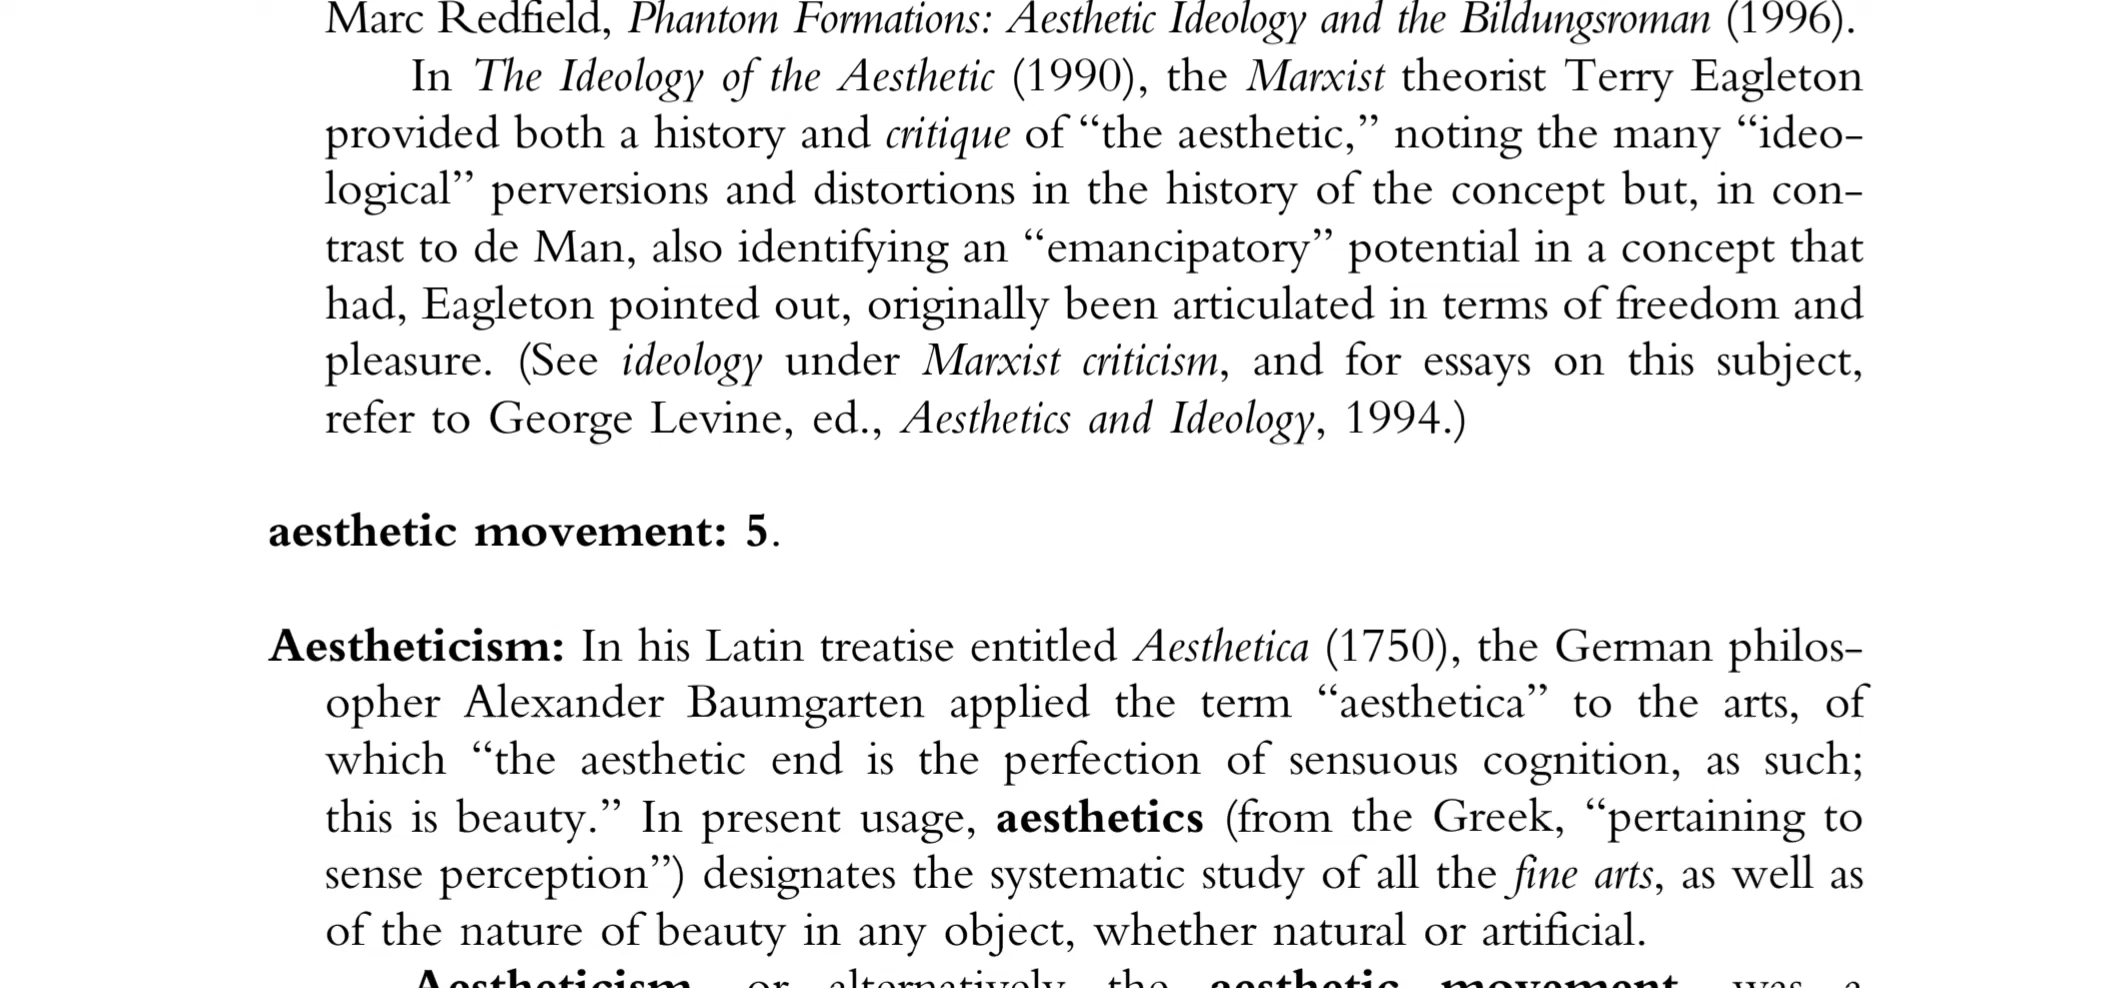 Marc Redfield, Phantom Formations: Aesthetic Ideology and the Bildungsroman (1996).
In The Ideology of the Aesthetic (1990), the Marxist theorist Terry Eagleton
provided both a history and critique of “the aesthetic,” noting the many “ideo-
logical” perversions and distortions in the history of the concept but, in con-
trast to de Man, also identifying an “emancipatory” potential in a concept that
had, Eagleton pointed out, originally been articulated in terms of freedom and
pleasure. (See ideology under Marxist criticism, and for essays on this subject,
refer to George Levine, ed., Aesthetics and Ideology, 1994.)
aesthetic movement: 5.
Aestheticism: In his Latin treatise entitled Aesthetica (1750), the German philos-
opher Alexander Baumgarten applied the term “aesthetica” to the arts, of
which “the aesthetic end is the perfection of sensuous cognition, as such;
this is beauty.” In present usage, aesthetics (from the Greek, “pertaining to
sense perception”) designates the systematic study of all the fine arts, as well as
of the nature of beauty in any object, whether natural or artificial.
Aestheticism, or alternatively the aesthetic movement, was a